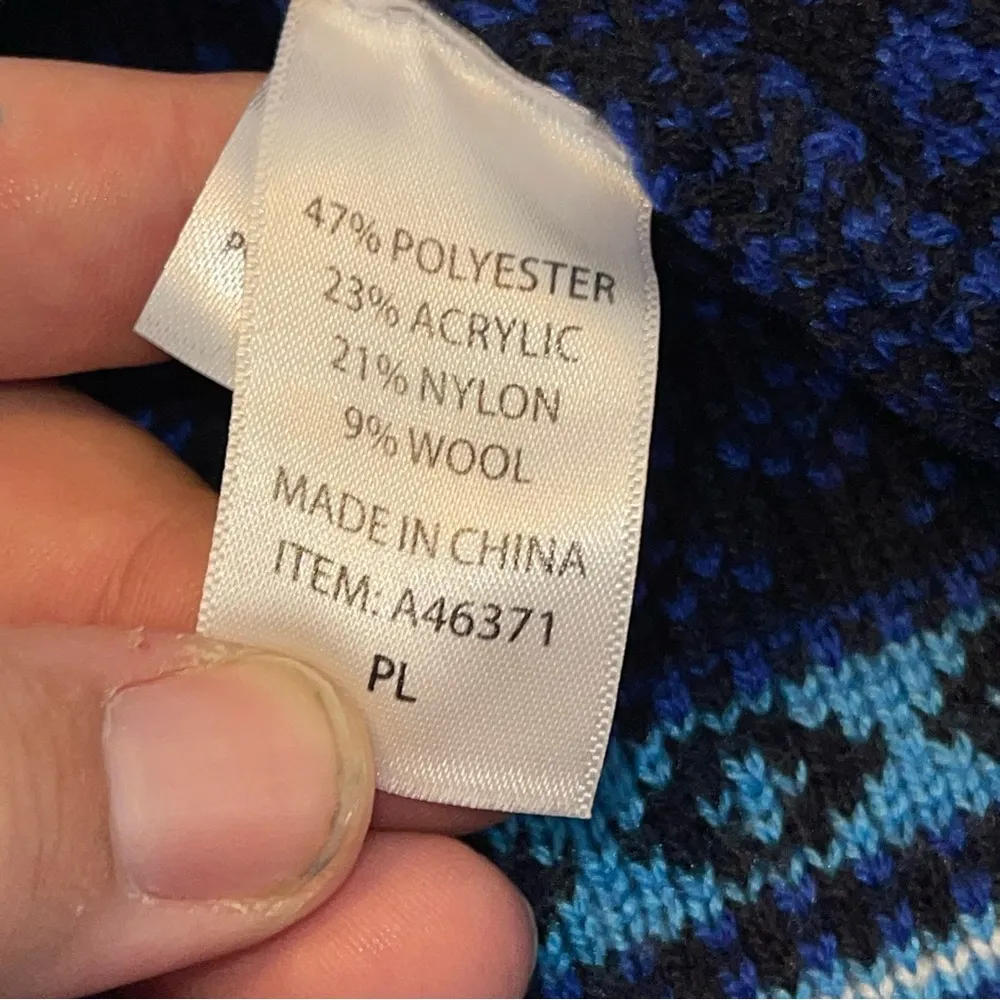 47% POLYESTER
23% ACRYLIC
21% NYLON
9% WOOL
MADE IN CHINA
ITEM: A46371
PL
P